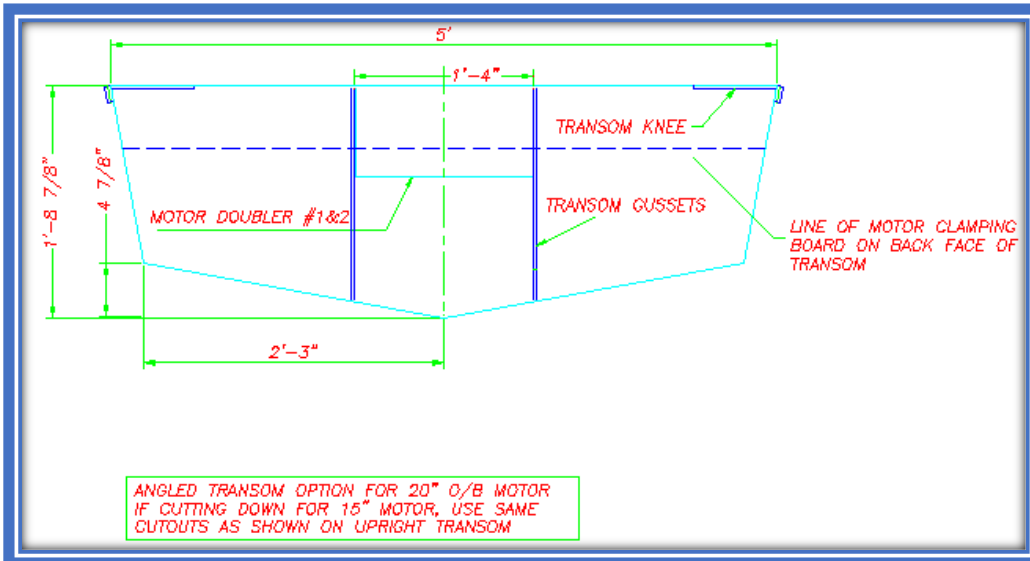 5'
1'-4"
TRANSOM KNEE
1'-8 7/8"
4 7/8"
MOTOR DOUBLER #1&2
TRANSOM GUSSETS
LINE OF MOTOR CLAMPING
BOARD ON BACK FACE OF
TRANSOM
2'-3"
ANGLED TRANSOM OPTION FOR 20" O/B MOTOR
IF CUTTING DOWN FOR 15" MOTOR, USE SAME
CUTOUTS AS SHOWN ON UPRIGHT TRANSOM